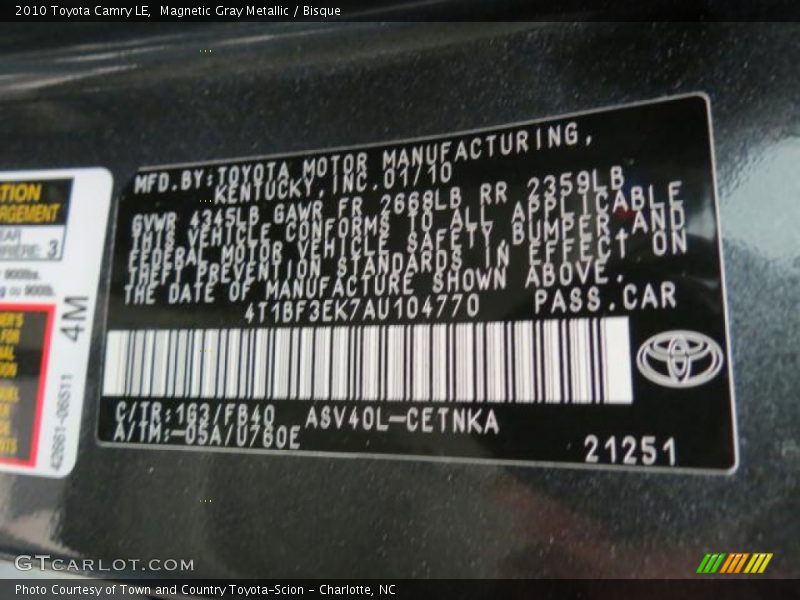 2010 Toyota Camry LE, Magnetic Gray Metallic / Bisque
MFD.BY:TOYOTA MOTOR MANUFACTURING,
KENTUCKY,INC.01/10
GVWR 4345LB GAWR FR 2668LB RR 2359LB
THIS VEHICLE CONFORMS TO ALL APPLICABLE
FEDERAL MOTOR VEHICLE SAFETY,BUMPER,AND
THEFT PREVENTION STANDARDS IN EFFECT ON
THE DATE OF MANUFACTURE SHOWN ABOVE.
4T1BF3EK7AU104770 PASS.CAR
C/TR:1G3/FB40 ASV40L-CETNKA
A/TM:-05A/U760E
21251
4M
42661-06511
GTCARLOT.COM
Photo Courtesy of Town and Country Toyota-Scion - Charlotte, NC